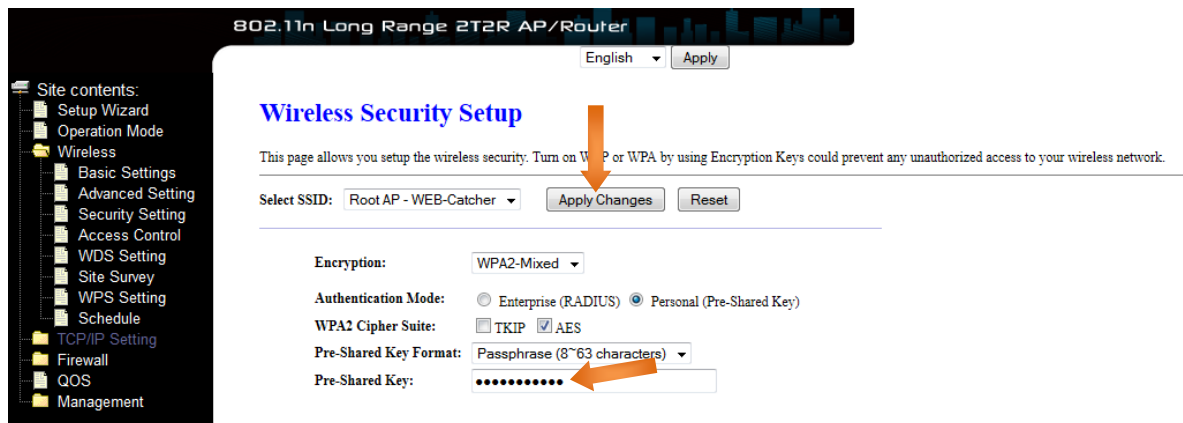 802.11n Long Range 2T2R AP/Router
English Apply
Site contents:
Setup Wizard
Operation Mode
Wireless
Basic Settings
Advanced Setting
Security Setting
Access Control
WDS Setting
Site Survey
WPS Setting
Schedule
TCP/IP Setting
Firewall
QOS
Management
Wireless Security Setup
This page allows you setup the wireless security. Turn on or WPA by using Encryption Keys could prevent any unauthorized access to your wireless network.
Select SSID: Root AP - WEB-Catcher Apply Changes Reset
Encryption: WPA2-Mixed
Authentication Mode: Enterprise (RADIUS) Personal (Pre-Shared Key)
WPA2 Cipher Suite: TKIP AES
Pre-Shared Key Format: Passphrase (8~63 characters)
Pre-Shared Key: •••••••••••